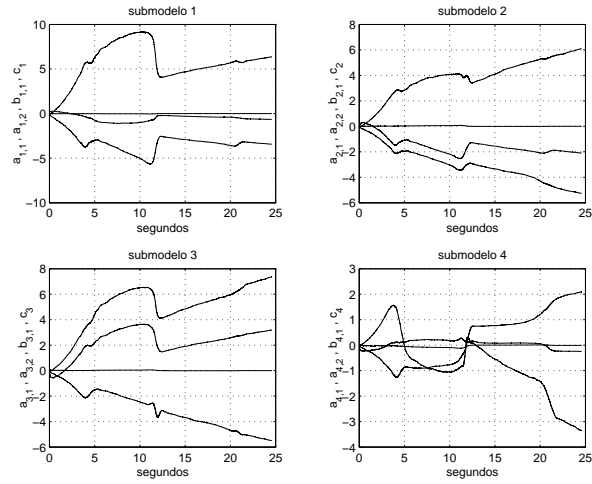 submodelo 1
10
5
0
−5
−10
a1,1 , a1,2 , b1,1 , c1
0 5 10 15 20 25
segundos
submodelo 2
8
6
4
2
0
−2
−4
−6
a2,1 , a2,2 b2,1 , c2
0 5 10 15 20 25
segundos
submodelo 3
8
6
4
2
0
−2
−4
−6
a3,1 , a3,2 , b3,1 , c3
0 5 10 15 20 25
segundos
submodelo 4
3
2
1
0
−1
−2
−3
−4
a4,1 , a4,2 , b4,1 , c4
0 5 10 15 20 25
segundos